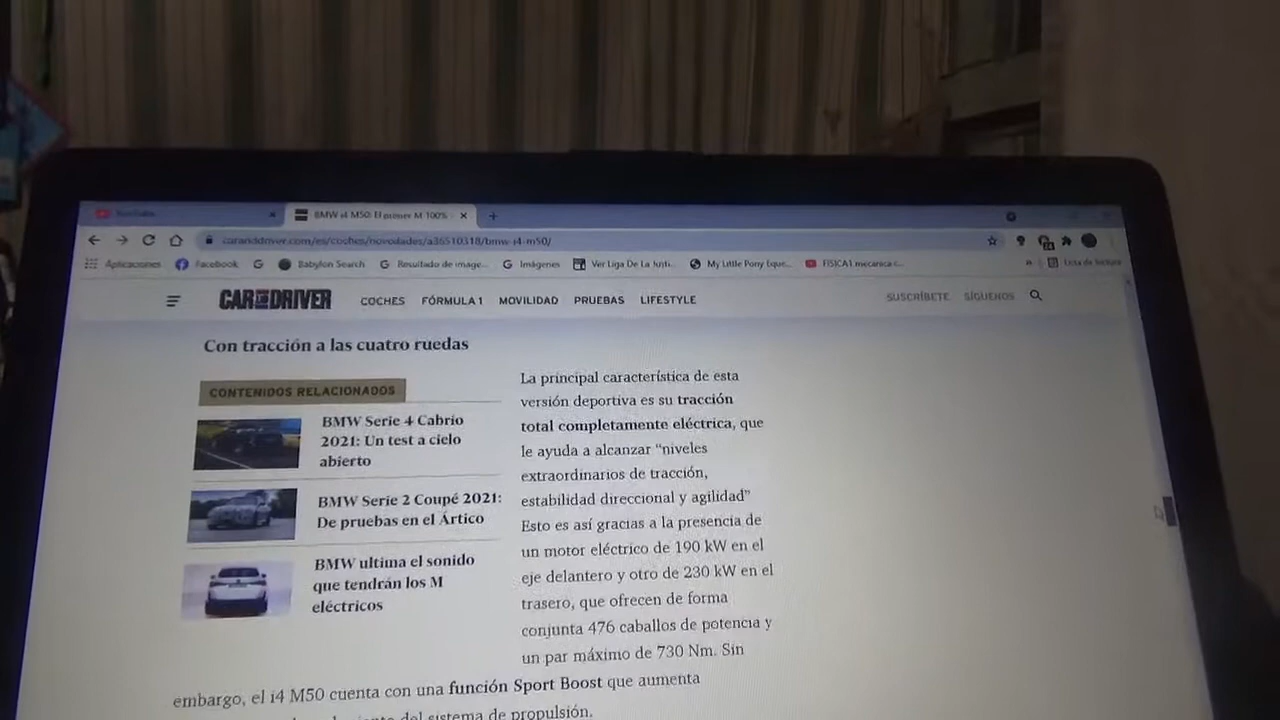 YouTube
BMW i4 M50: El primer M 100%
caranddriver.com/es/coches/novedades/a36510318/bmw-i4-m50/
Aplicaciones
Facebook
Babylon Search
Resultado de image...
Imágenes
Ver Liga De La Justi...
My Little Pony Eque...
FISICA1 mecanica c...
»
Lista de lectura
CAR AND DRIVER
COCHES FÓRMULA 1 MOVILIDAD PRUEBAS LIFESTYLE
SUSCRÍBETE SÍGUENOS
Con tracción a las cuatro ruedas
CONTENIDOS RELACIONADOS
BMW Serie 4 Cabrio
2021: Un test a cielo
abierto
BMW Serie 2 Coupé 2021:
De pruebas en el Ártico
BMW ultima el sonido
que tendrán los M
eléctricos
La principal característica de esta
versión deportiva es su tracción
total completamente eléctrica, que
le ayuda a alcanzar “niveles
extraordinarios de tracción,
estabilidad direccional y agilidad”
Esto es así gracias a la presencia de
un motor eléctrico de 190 kW en el
eje delantero y otro de 230 kW en el
trasero, que ofrecen de forma
conjunta 476 caballos de potencia y
un par máximo de 730 Nm. Sin
embargo, el i4 M50 cuenta con una función Sport Boost que aumenta
del sistema de propulsión.